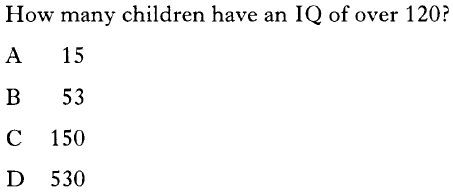 How many children have an IQ of over 120?
A 15
B 53
C 150
D 530